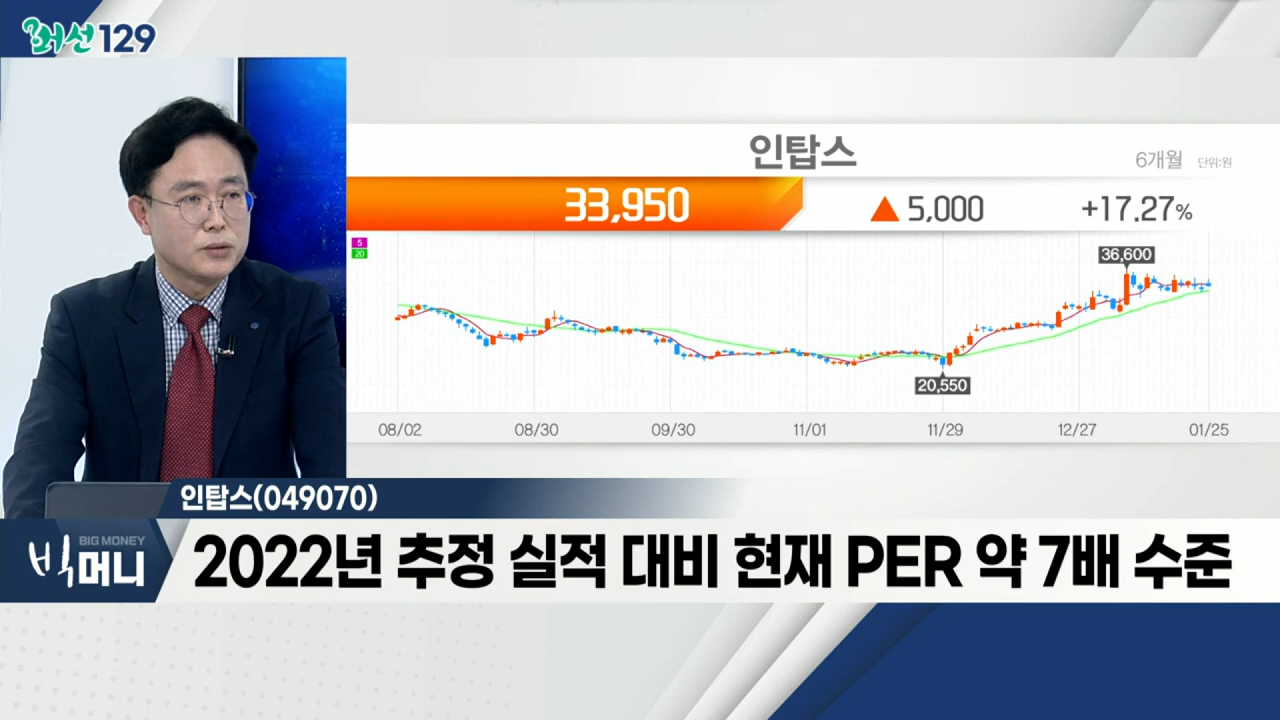 머선129
인탑스
6개월 단위:원
33,950 ▲ 5,000 +17.27%
5
20
36,600
20,550
08/02 08/30 09/30 11/01 11/29 12/27 01/25
인탑스(049070)
BIG MONEY
빅머니
2022년 추정 실적 대비 현재 PER 약 7배 수준